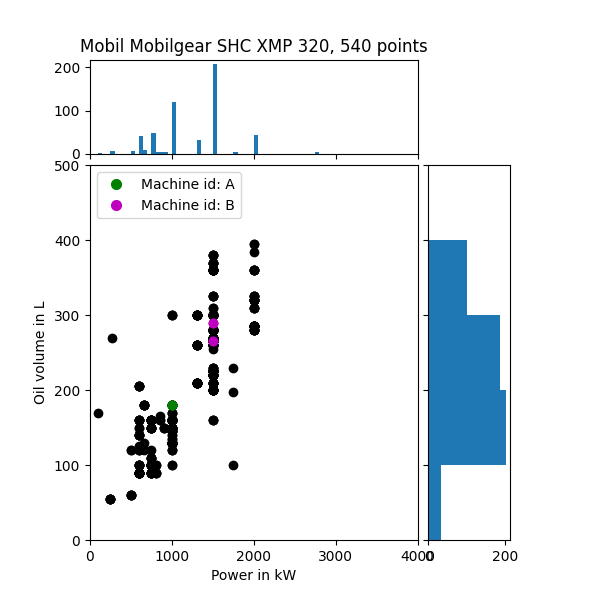 Mobil Mobilgear SHC XMP 320, 540 points
200
100
0
500
400
300
200
100
0
Oil volume in L
Machine id: A
Machine id: B
0 1000 2000 3000 4000
Power in kW
0 200